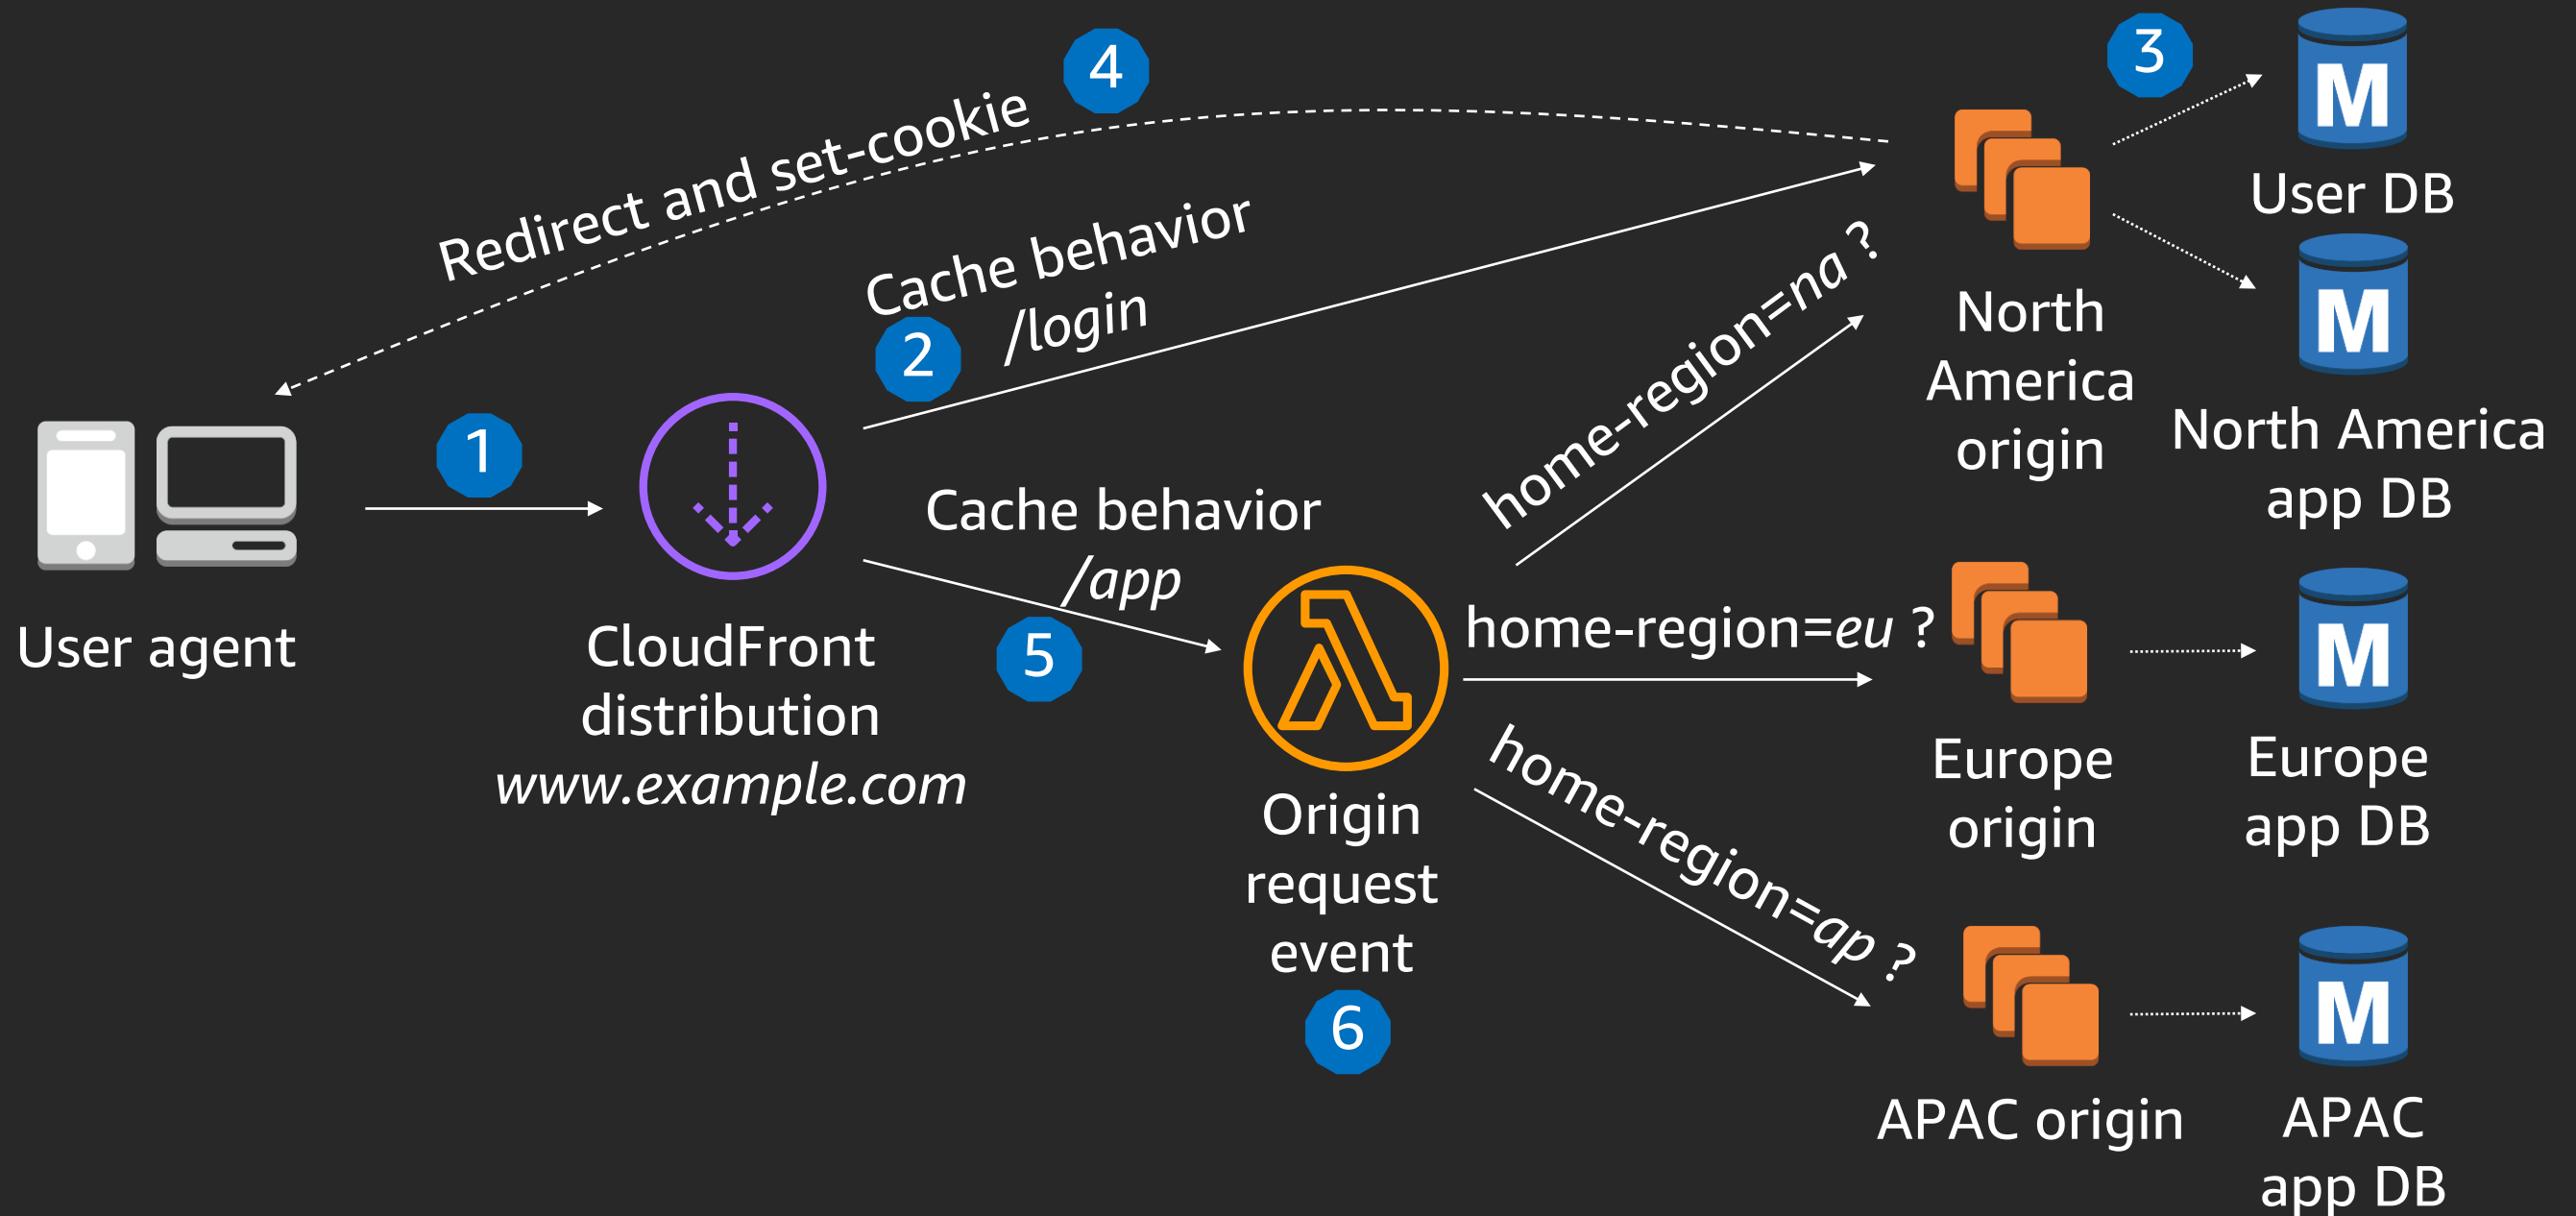 4
3
Redirect and set-cookie
Cache behavior
/login
2
home-region=na ?
M
User DB
North
America
origin
M
North America
app DB
1
User agent
CloudFront
distribution
www.example.com
Cache behavior
/app
5
Origin
request
event
6
home-region=eu ?
Europe
origin
M
Europe
app DB
home-region=ap ?
APAC origin
M
APAC
app DB